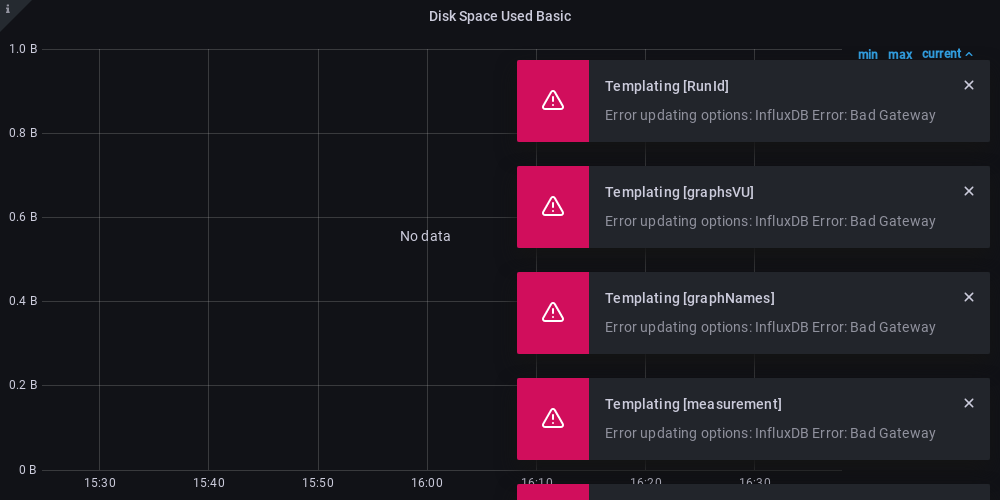 i
Disk Space Used Basic
min max current
1.0 B
0.8 B
0.6 B
0.4 B
0.2 B
0 B
No data
15:30 15:40 15:50 16:00 16:10 16:20 16:30
Templating [RunId]
Error updating options: InfluxDB Error: Bad Gateway
Templating [graphsVU]
Error updating options: InfluxDB Error: Bad Gateway
Templating [graphNames]
Error updating options: InfluxDB Error: Bad Gateway
Templating [measurement]
Error updating options: InfluxDB Error: Bad Gateway